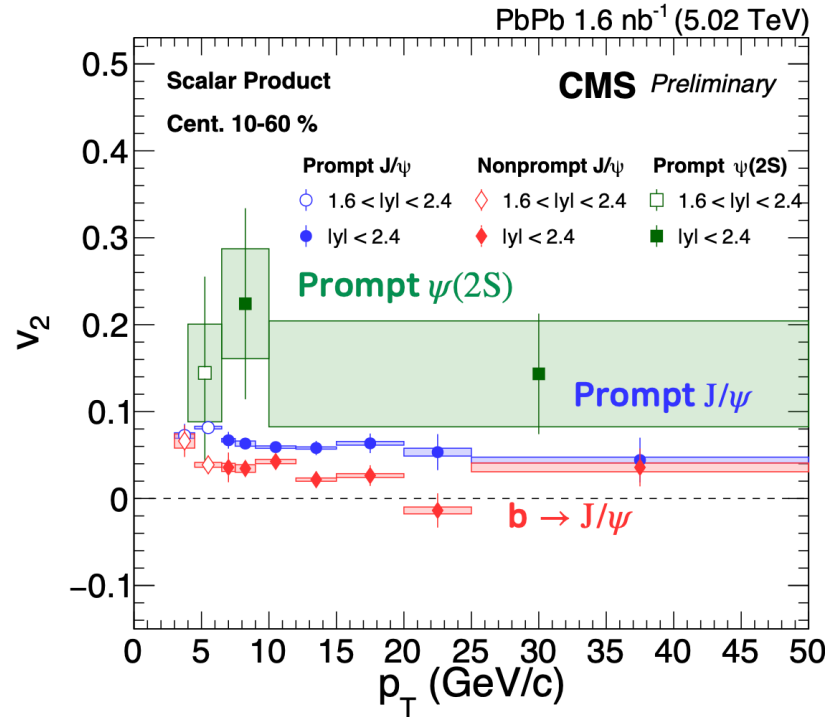 PbPb 1.6 nb⁻¹ (5.02 TeV)
Scalar Product
CMS Preliminary
Cent. 10-60 %
Prompt J/ψ Nonprompt J/ψ Prompt ψ(2S)
1.6 < |y| < 2.4 1.6 < |y| < 2.4 1.6 < |y| < 2.4
|y| < 2.4 |y| < 2.4 |y| < 2.4
Prompt ψ(2S)
Prompt J/ψ
b → J/ψ
v₂
0.5
0.4
0.3
0.2
0.1
0
−0.1
0 5 10 15 20 25 30 35 40 45 50
p_T (GeV/c)